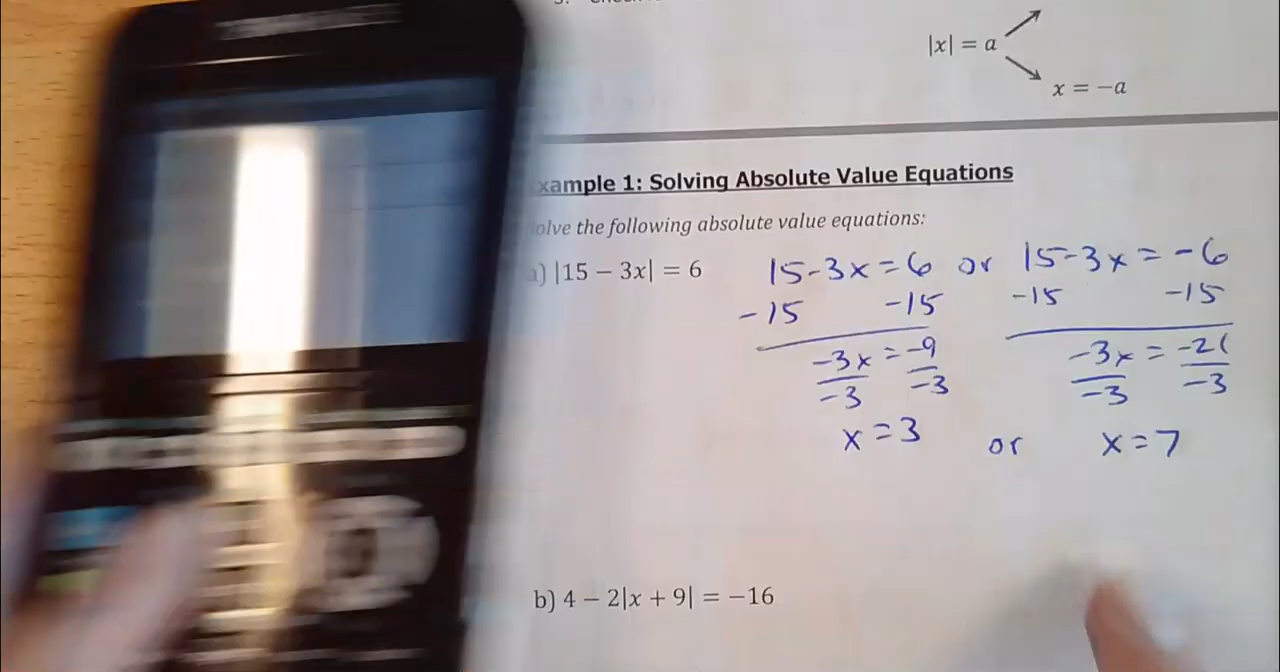 |x| = a
x = −a
xample 1: Solving Absolute Value Equations
olve the following absolute value equations:
a) |15 − 3x| = 6
15-3x=6 or 15-3x=-6
-15 -15 -15 -15
-3x=-9 -3x=-21
-3 -3 -3 -3
x=3 or x=7
b) 4 − 2|x + 9| = −16